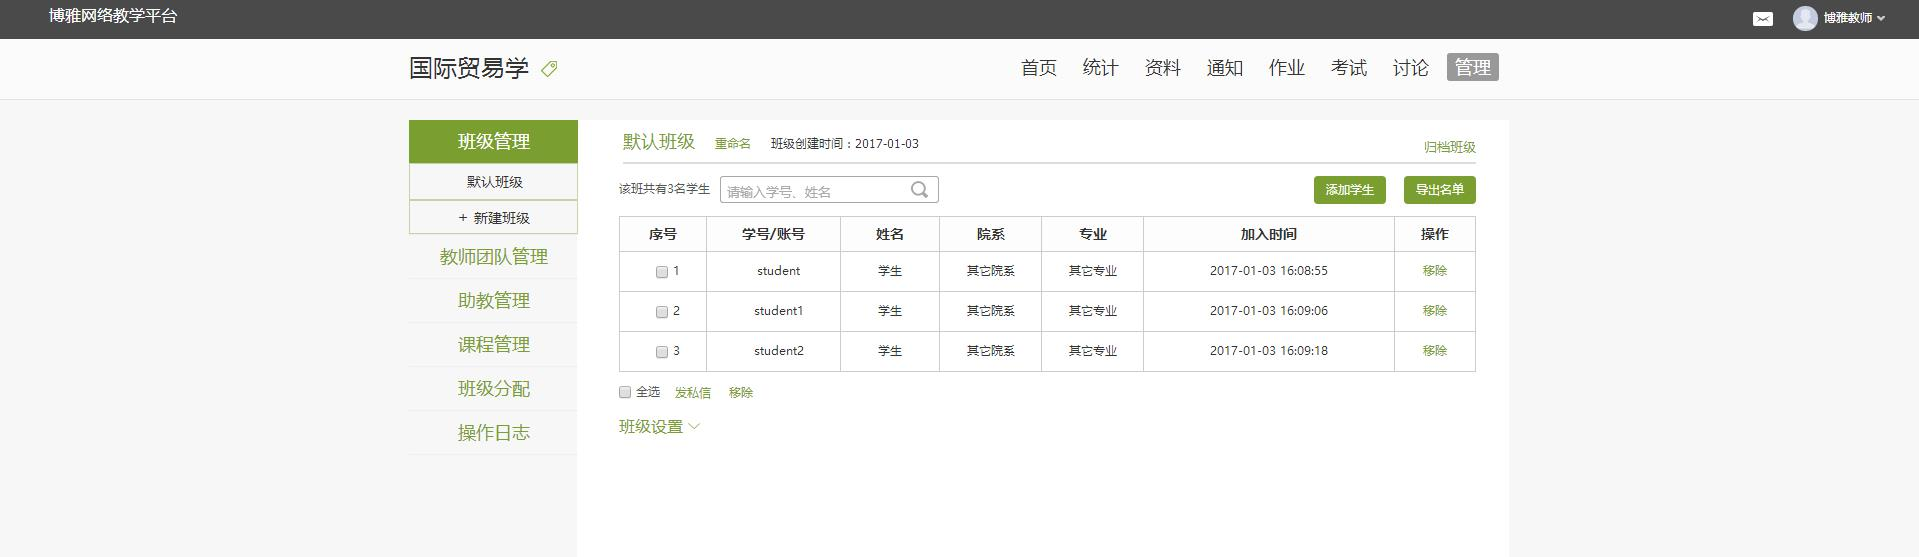 博雅网络教学平台
博雅教师
国际贸易学
首页 统计 资料 通知 作业 考试 讨论 管理
班级管理
默认班级
+ 新建班级
教师团队管理
助教管理
课程管理
班级分配
操作日志
默认班级 重命名 班级创建时间：2017-01-03 归档班级
该班共有3名学生 请输入学号、姓名 添加学生 导出名单
序号 学号/账号 姓名 院系 专业 加入时间 操作
1 student 学生 其它院系 其它专业 2017-01-03 16:08:55 移除
2 student1 学生 其它院系 其它专业 2017-01-03 16:09:06 移除
3 student2 学生 其它院系 其它专业 2017-01-03 16:09:18 移除
全选 发私信 移除
班级设置